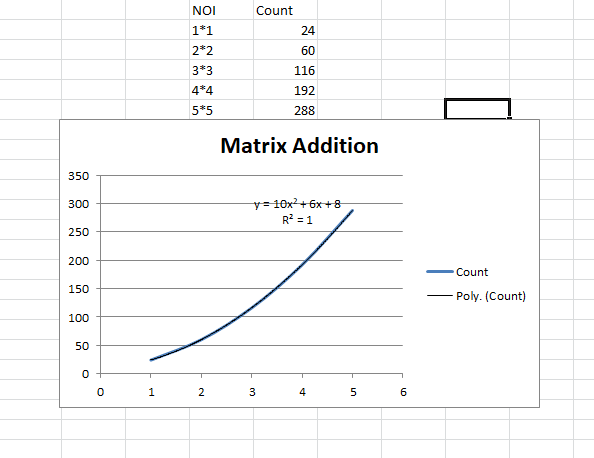 NOI Count
1*1 24
2*2 60
3*3 116
4*4 192
5*5 288
Matrix Addition
350
300
250
200
150
100
50
0
y = 10x² + 6x + 8
R² = 1
Count
Poly. (Count)
0 1 2 3 4 5 6